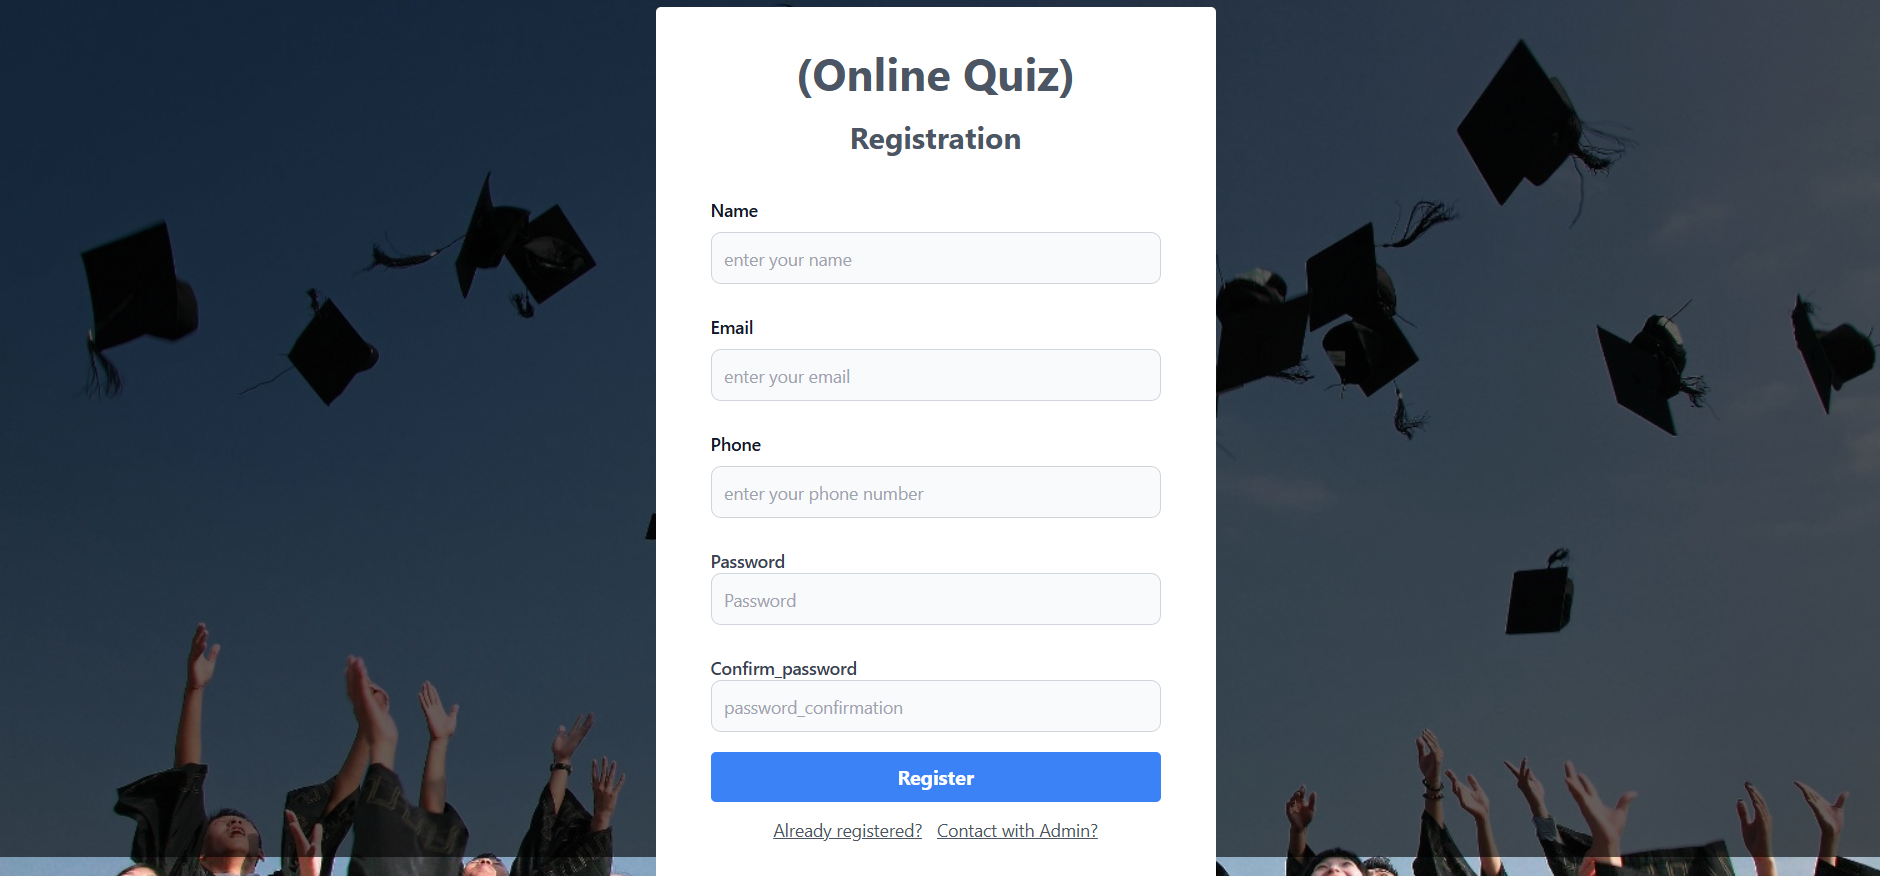 (Online Quiz)
Registration
Name
enter your name
Email
enter your email
Phone
enter your phone number
Password
Password
Confirm_password
password_confirmation
Register
Already registered? Contact with Admin?